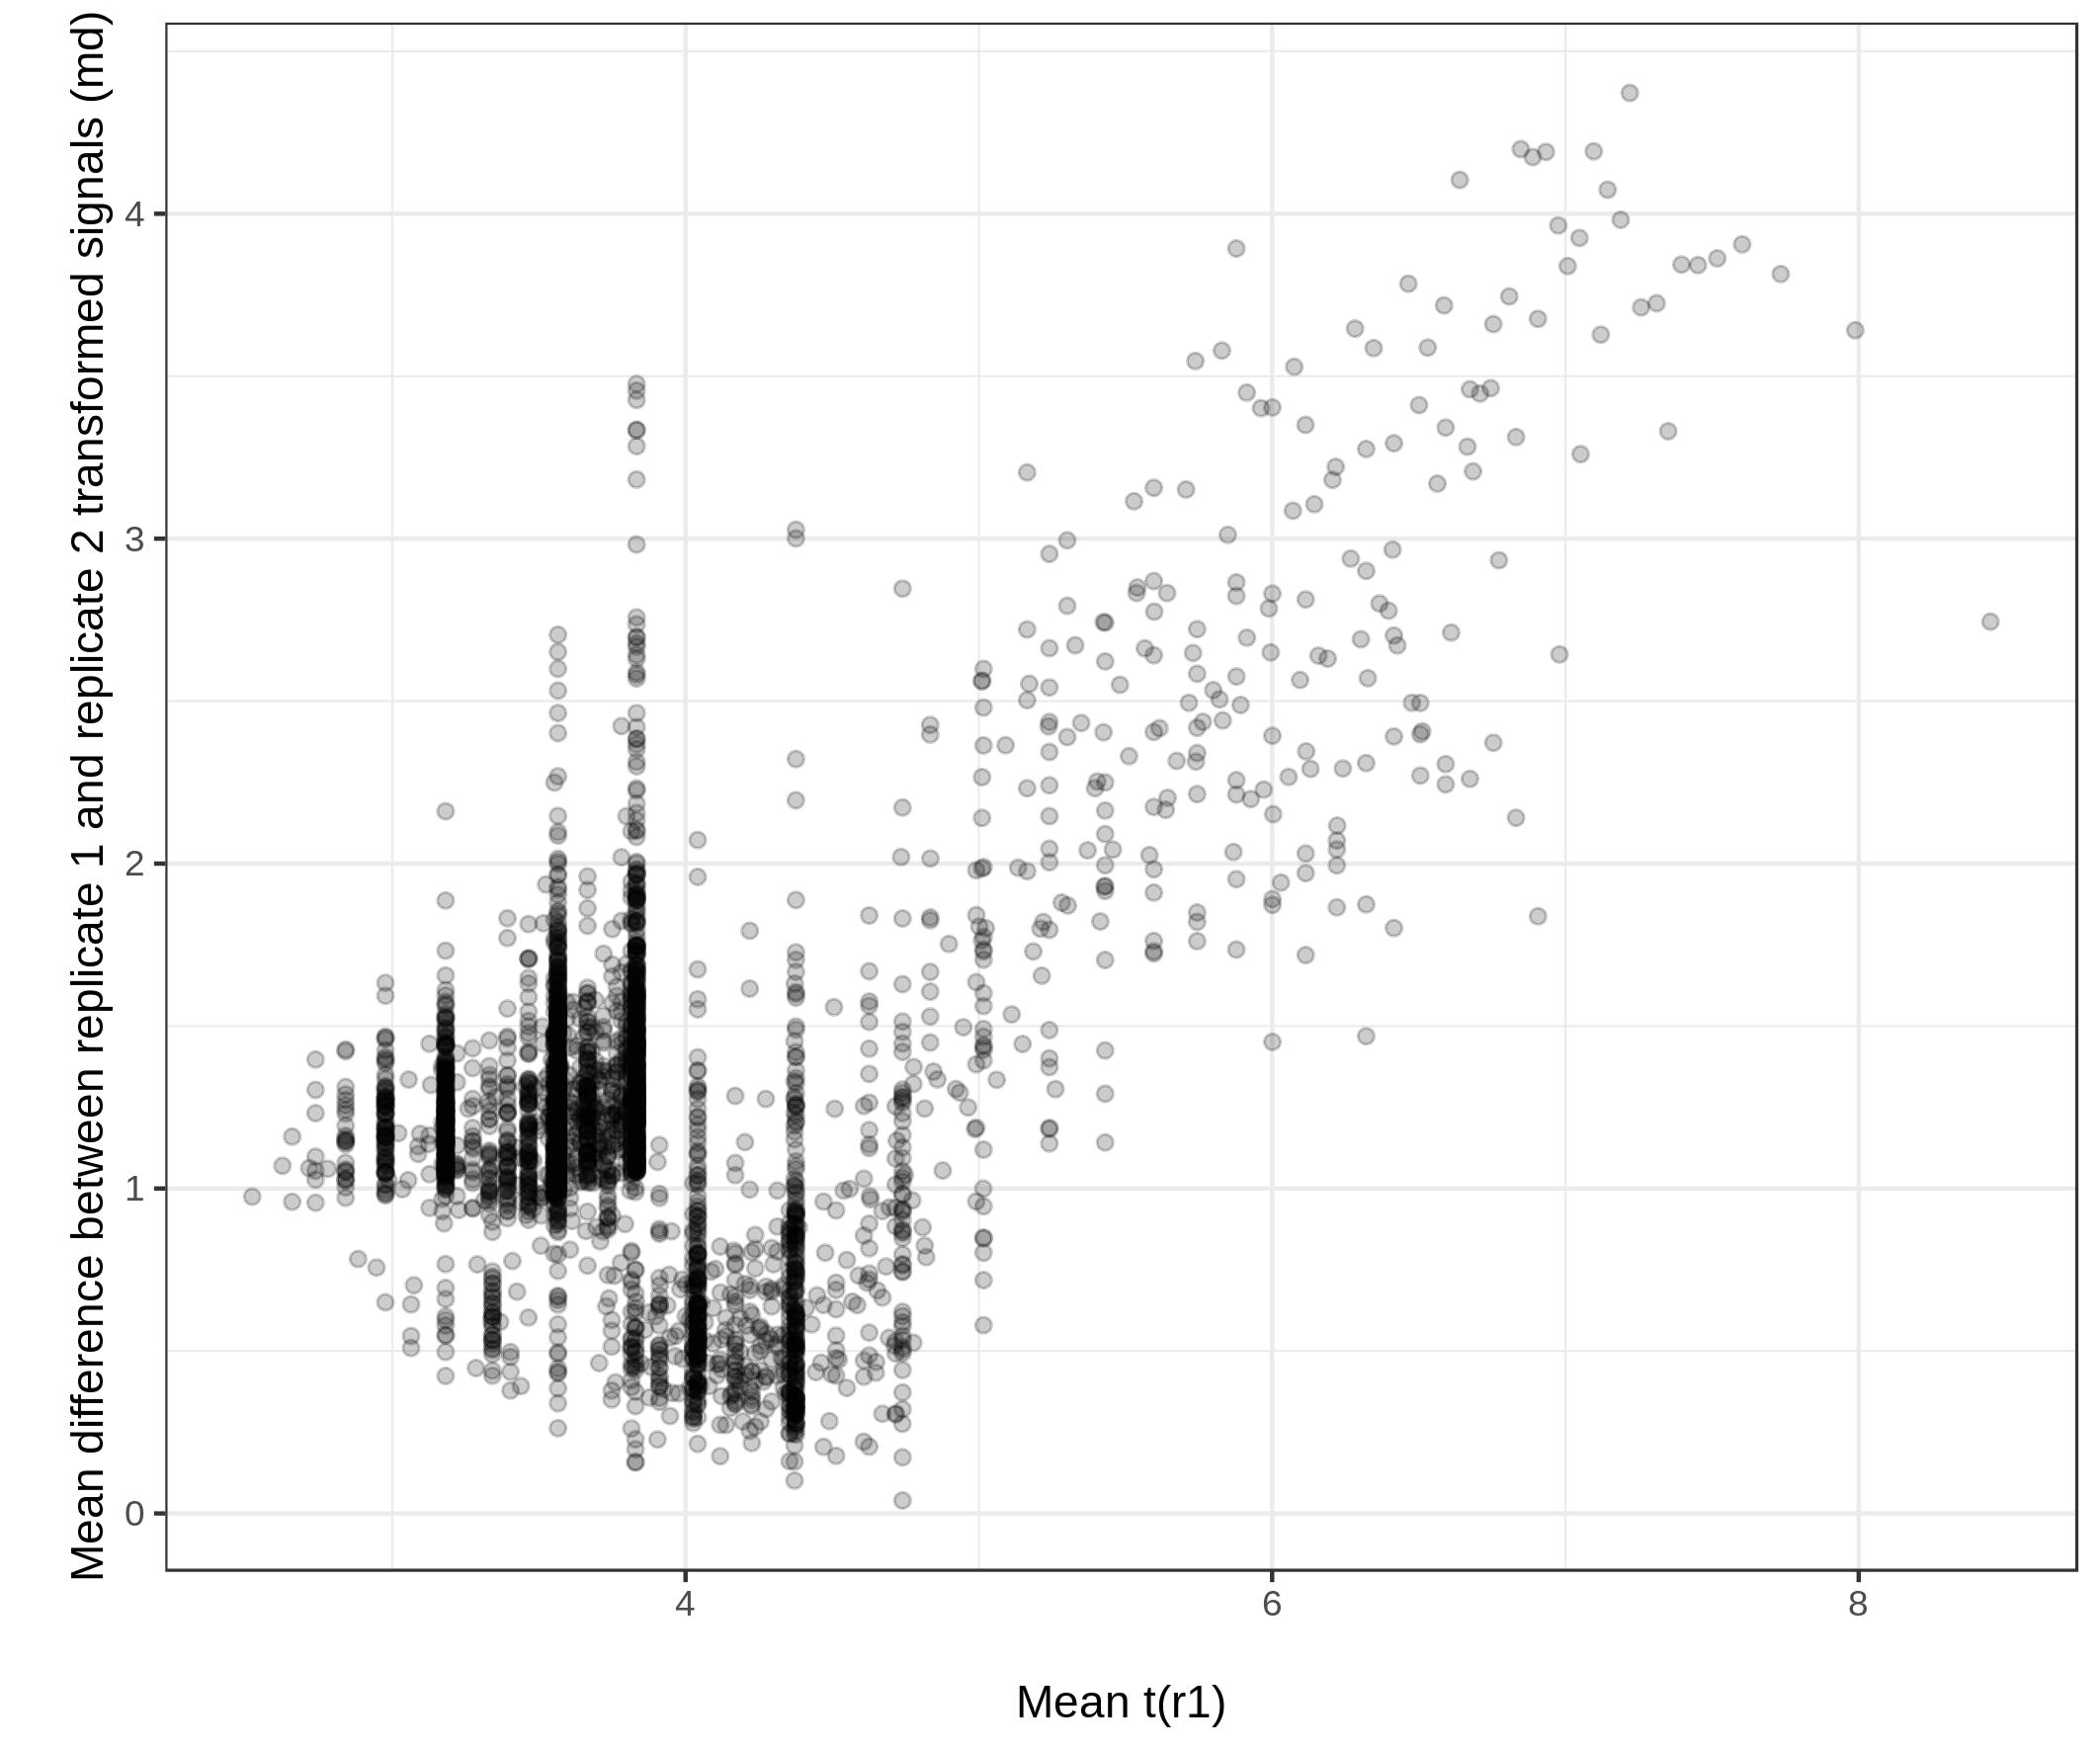 Mean difference between replicate 1 and replicate 2 transformed signals (md)
4
3
2
1
0
4 6 8
Mean t(r1)